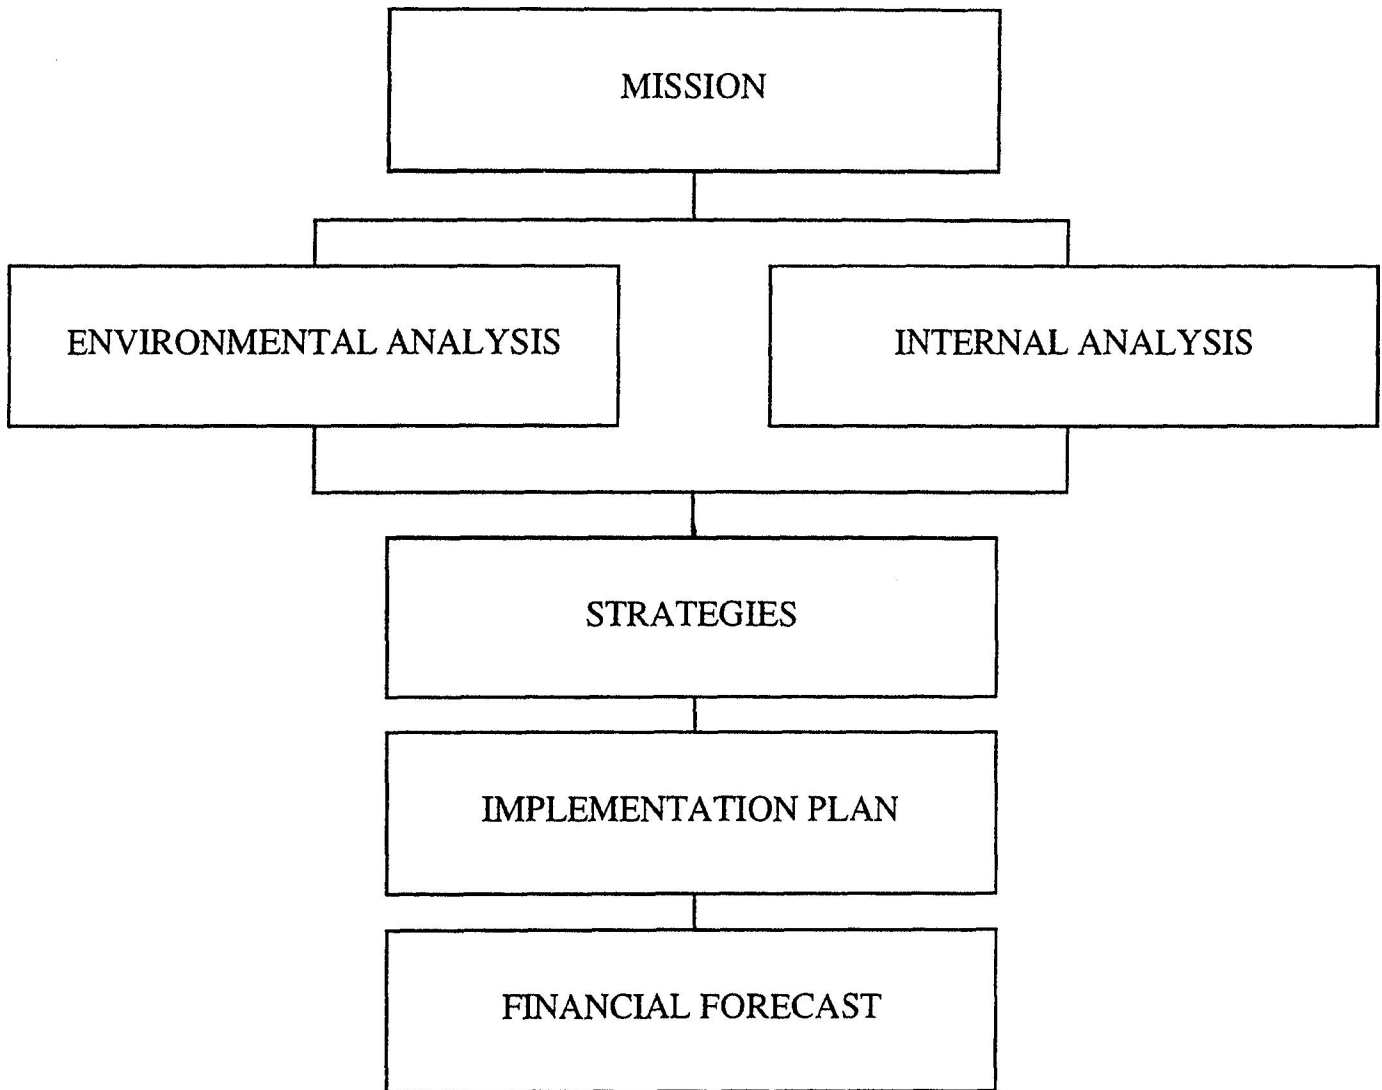 MISSION
ENVIRONMENTAL ANALYSIS
INTERNAL ANALYSIS
STRATEGIES
IMPLEMENTATION PLAN
FINANCIAL FORECAST